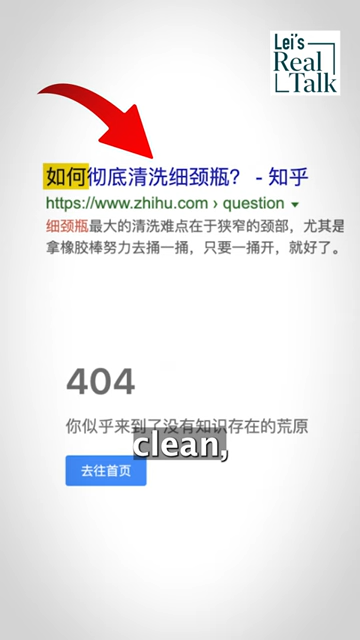 Lei's
Real
Talk
如何彻底清洗细颈瓶? - 知乎
https://www.zhihu.com › question
细颈瓶最大的清洗难点在于狭窄的颈部，尤其是
拿橡胶棒努力去捅一捅，只要一捅开，就好了。
404
你似乎来到了没有知识存在的荒原
clean,
去往首页